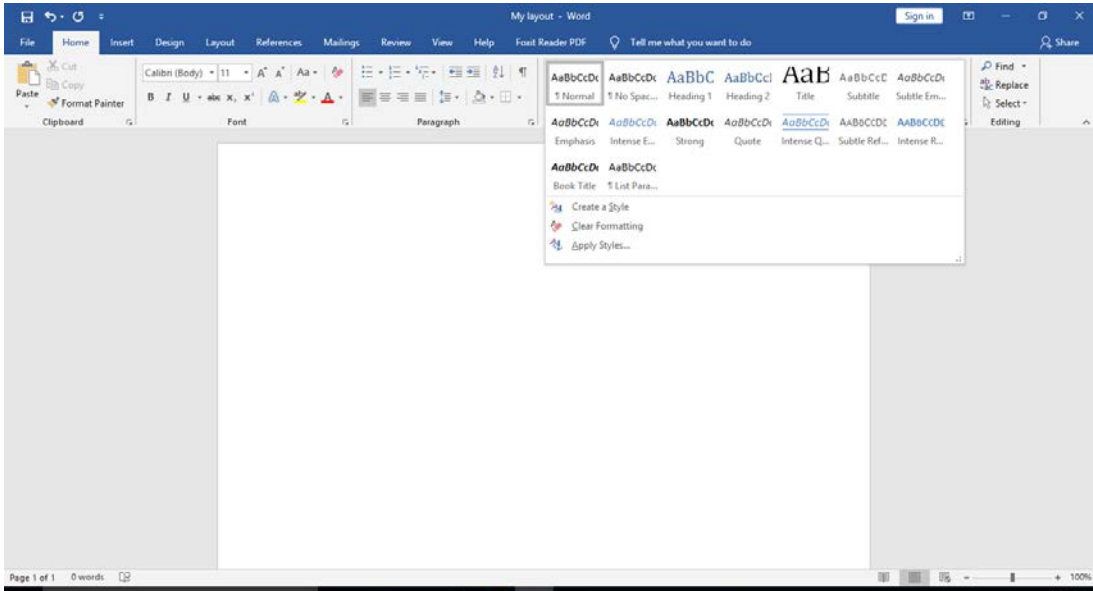 My layout - Word
Sign in
File Home Insert Design Layout References Mailings Review View Help Foxit Reader PDF Tell me what you want to do Share
Paste
Cut
Copy
Format Painter
Clipboard
Calibri (Body) 11 A A Aa
B I U abc x, x² A A
Font
Paragraph
AaBbCcDc AaBbCcDc AaBbC AaBbCcI AaB AaBbCcC AaBbCcDc
¶ Normal ¶ No Spac... Heading 1 Heading 2 Title Subtitle Subtle Em...
AaBbCcDc AaBbCcDc AaBbCcDc AaBbCcDc AaBbCcDc AaBbCcDc AaBbCcDc
Emphasis Intense E... Strong Quote Intense Q... Subtle Ref... Intense R...
AaBbCcDc AaBbCcDc
Book Title ¶ List Para...
Create a Style
Clear Formatting
Apply Styles...
Find
Replace
Select
Editing
Page 1 of 1 0 words
100%